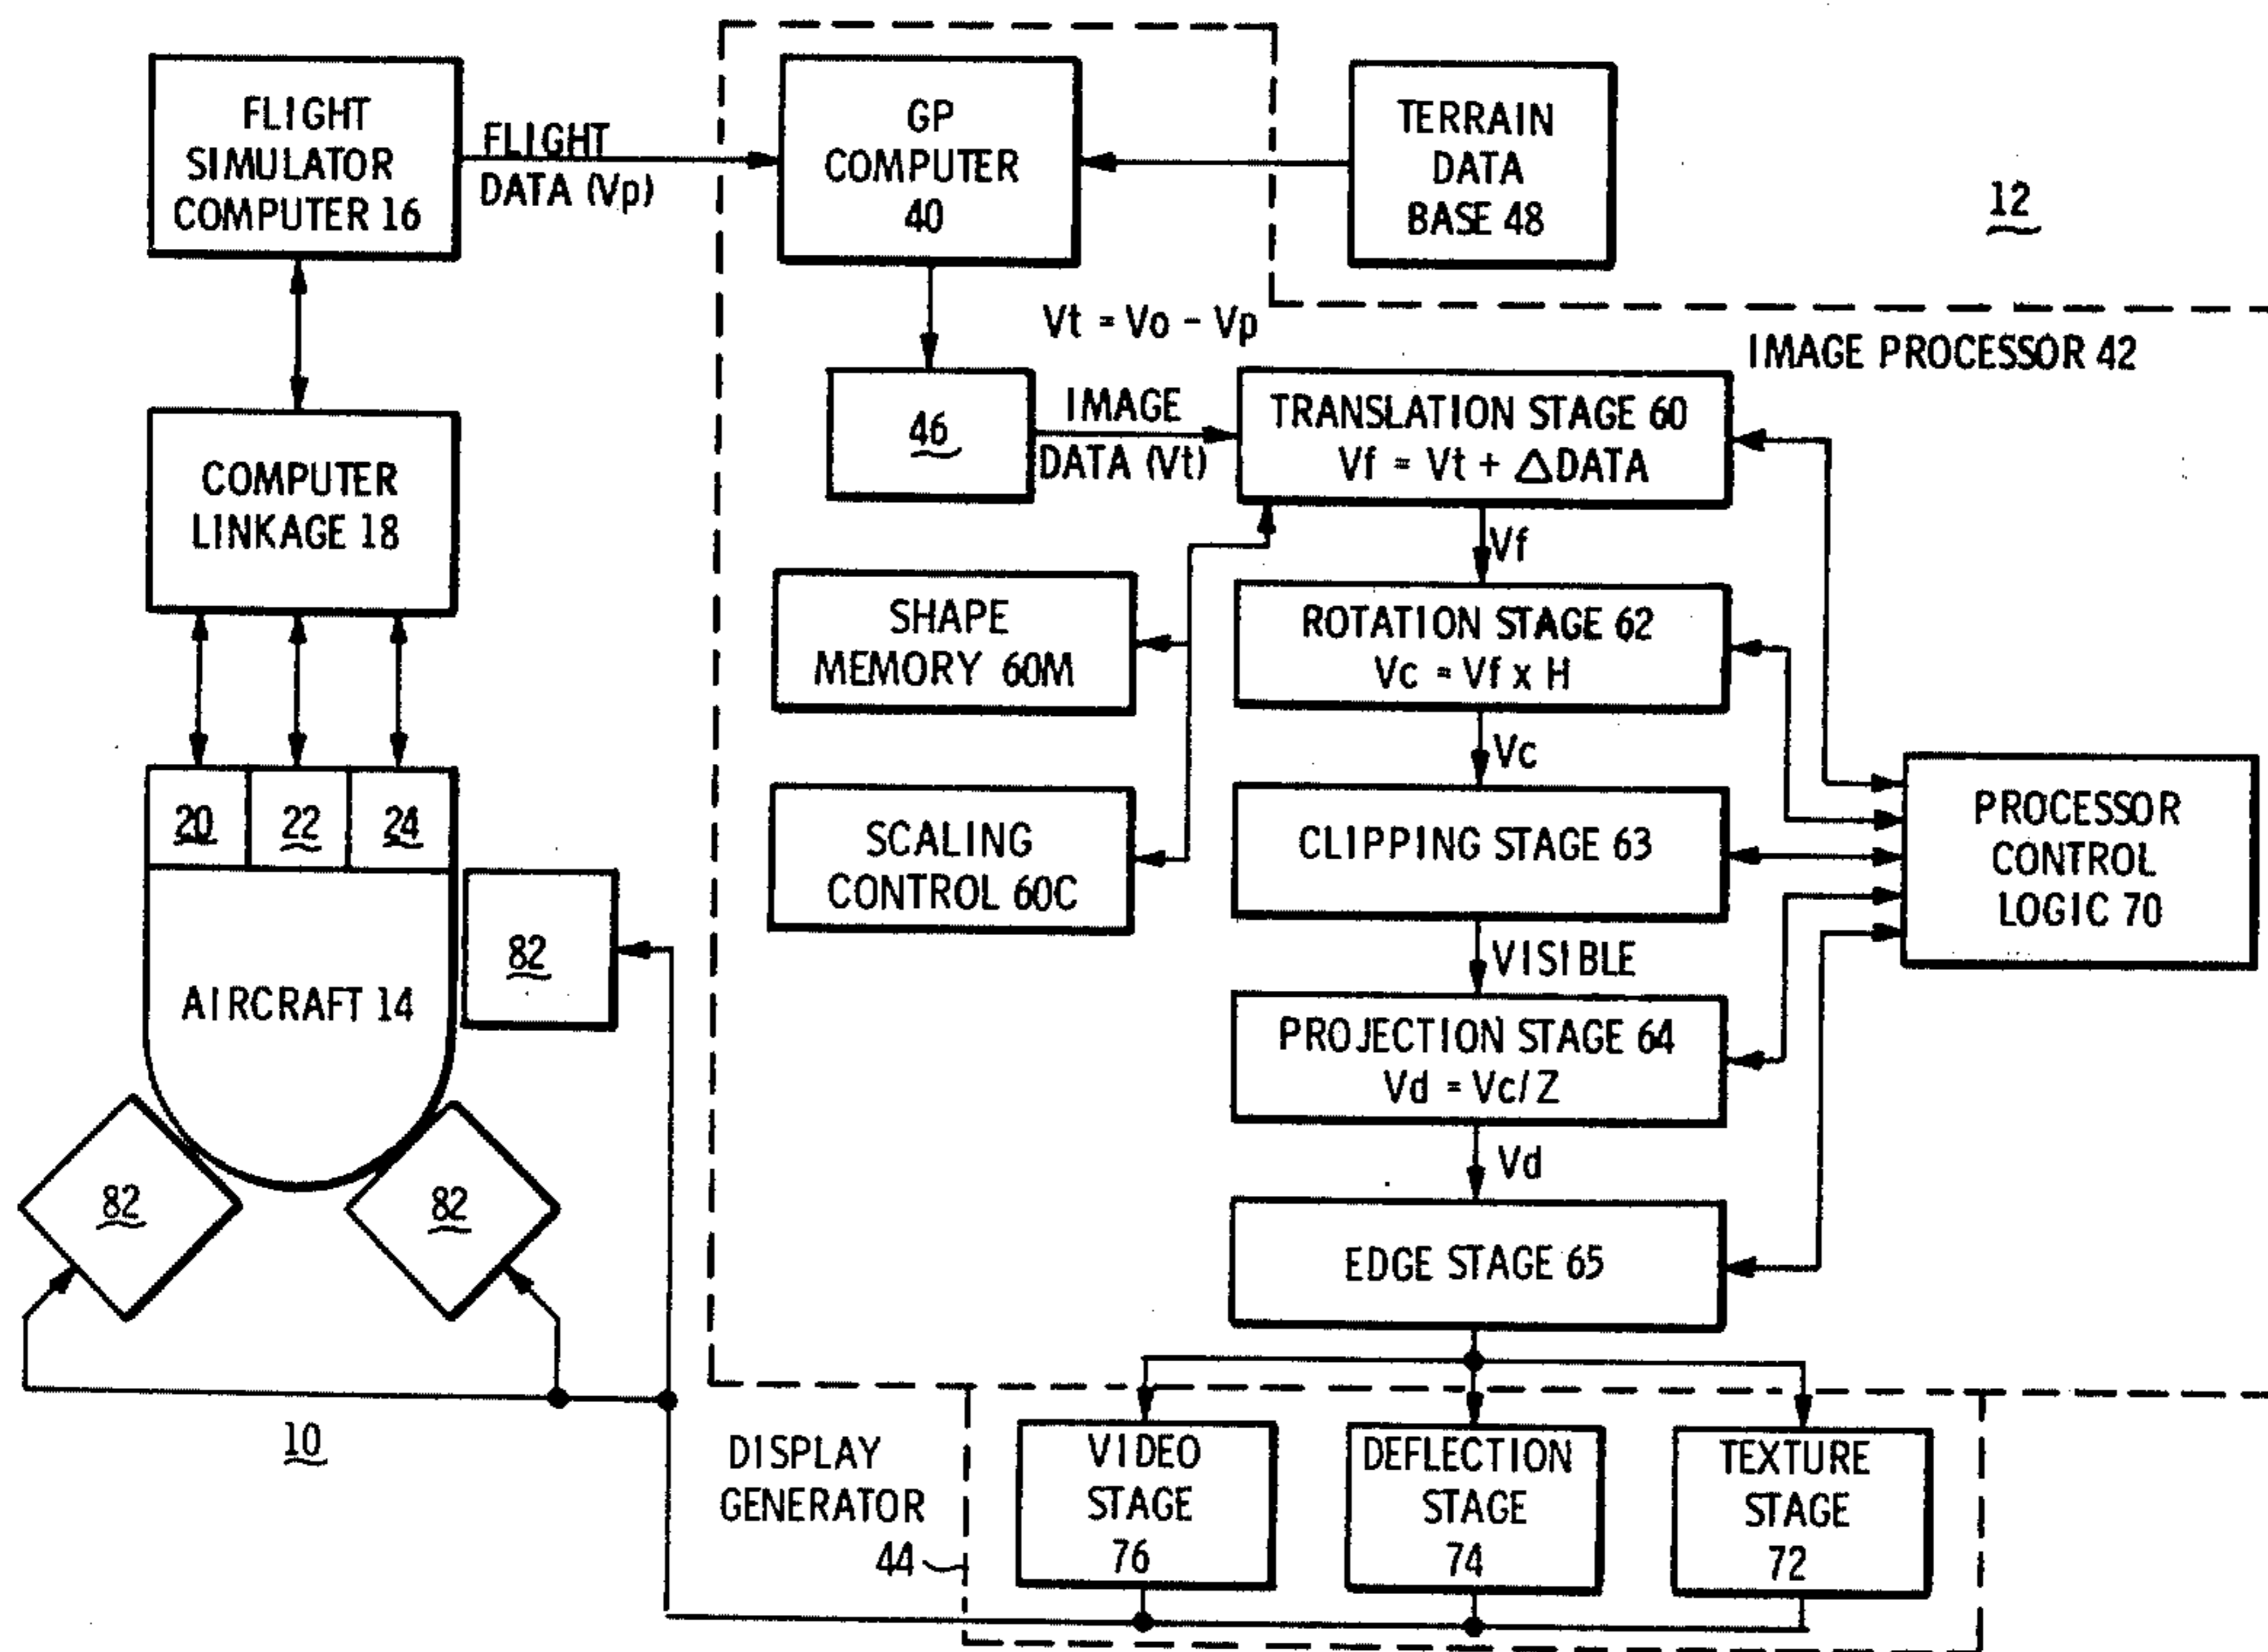 FLIGHT
SIMULATOR
COMPUTER 16
FLIGHT
DATA (Vp)
GP
COMPUTER
40
TERRAIN
DATA
BASE 48
12
Vt = Vo - Vp
IMAGE PROCESSOR 42
46
IMAGE
DATA (Vt)
TRANSLATION STAGE 60
Vf = Vt + △DATA
COMPUTER
LINKAGE 18
Vf
SHAPE
MEMORY 60M
ROTATION STAGE 62
Vc = Vf x H
Vc
20
22
24
SCALING
CONTROL 60C
CLIPPING STAGE 63
PROCESSOR
CONTROL
LOGIC 70
82
AIRCRAFT 14
VISIBLE
PROJECTION STAGE 64
Vd = Vc/Z
Vd
82
82
EDGE STAGE 65
10
DISPLAY
GENERATOR
44
VIDEO
STAGE
76
DEFLECTION
STAGE
74
TEXTURE
STAGE
72